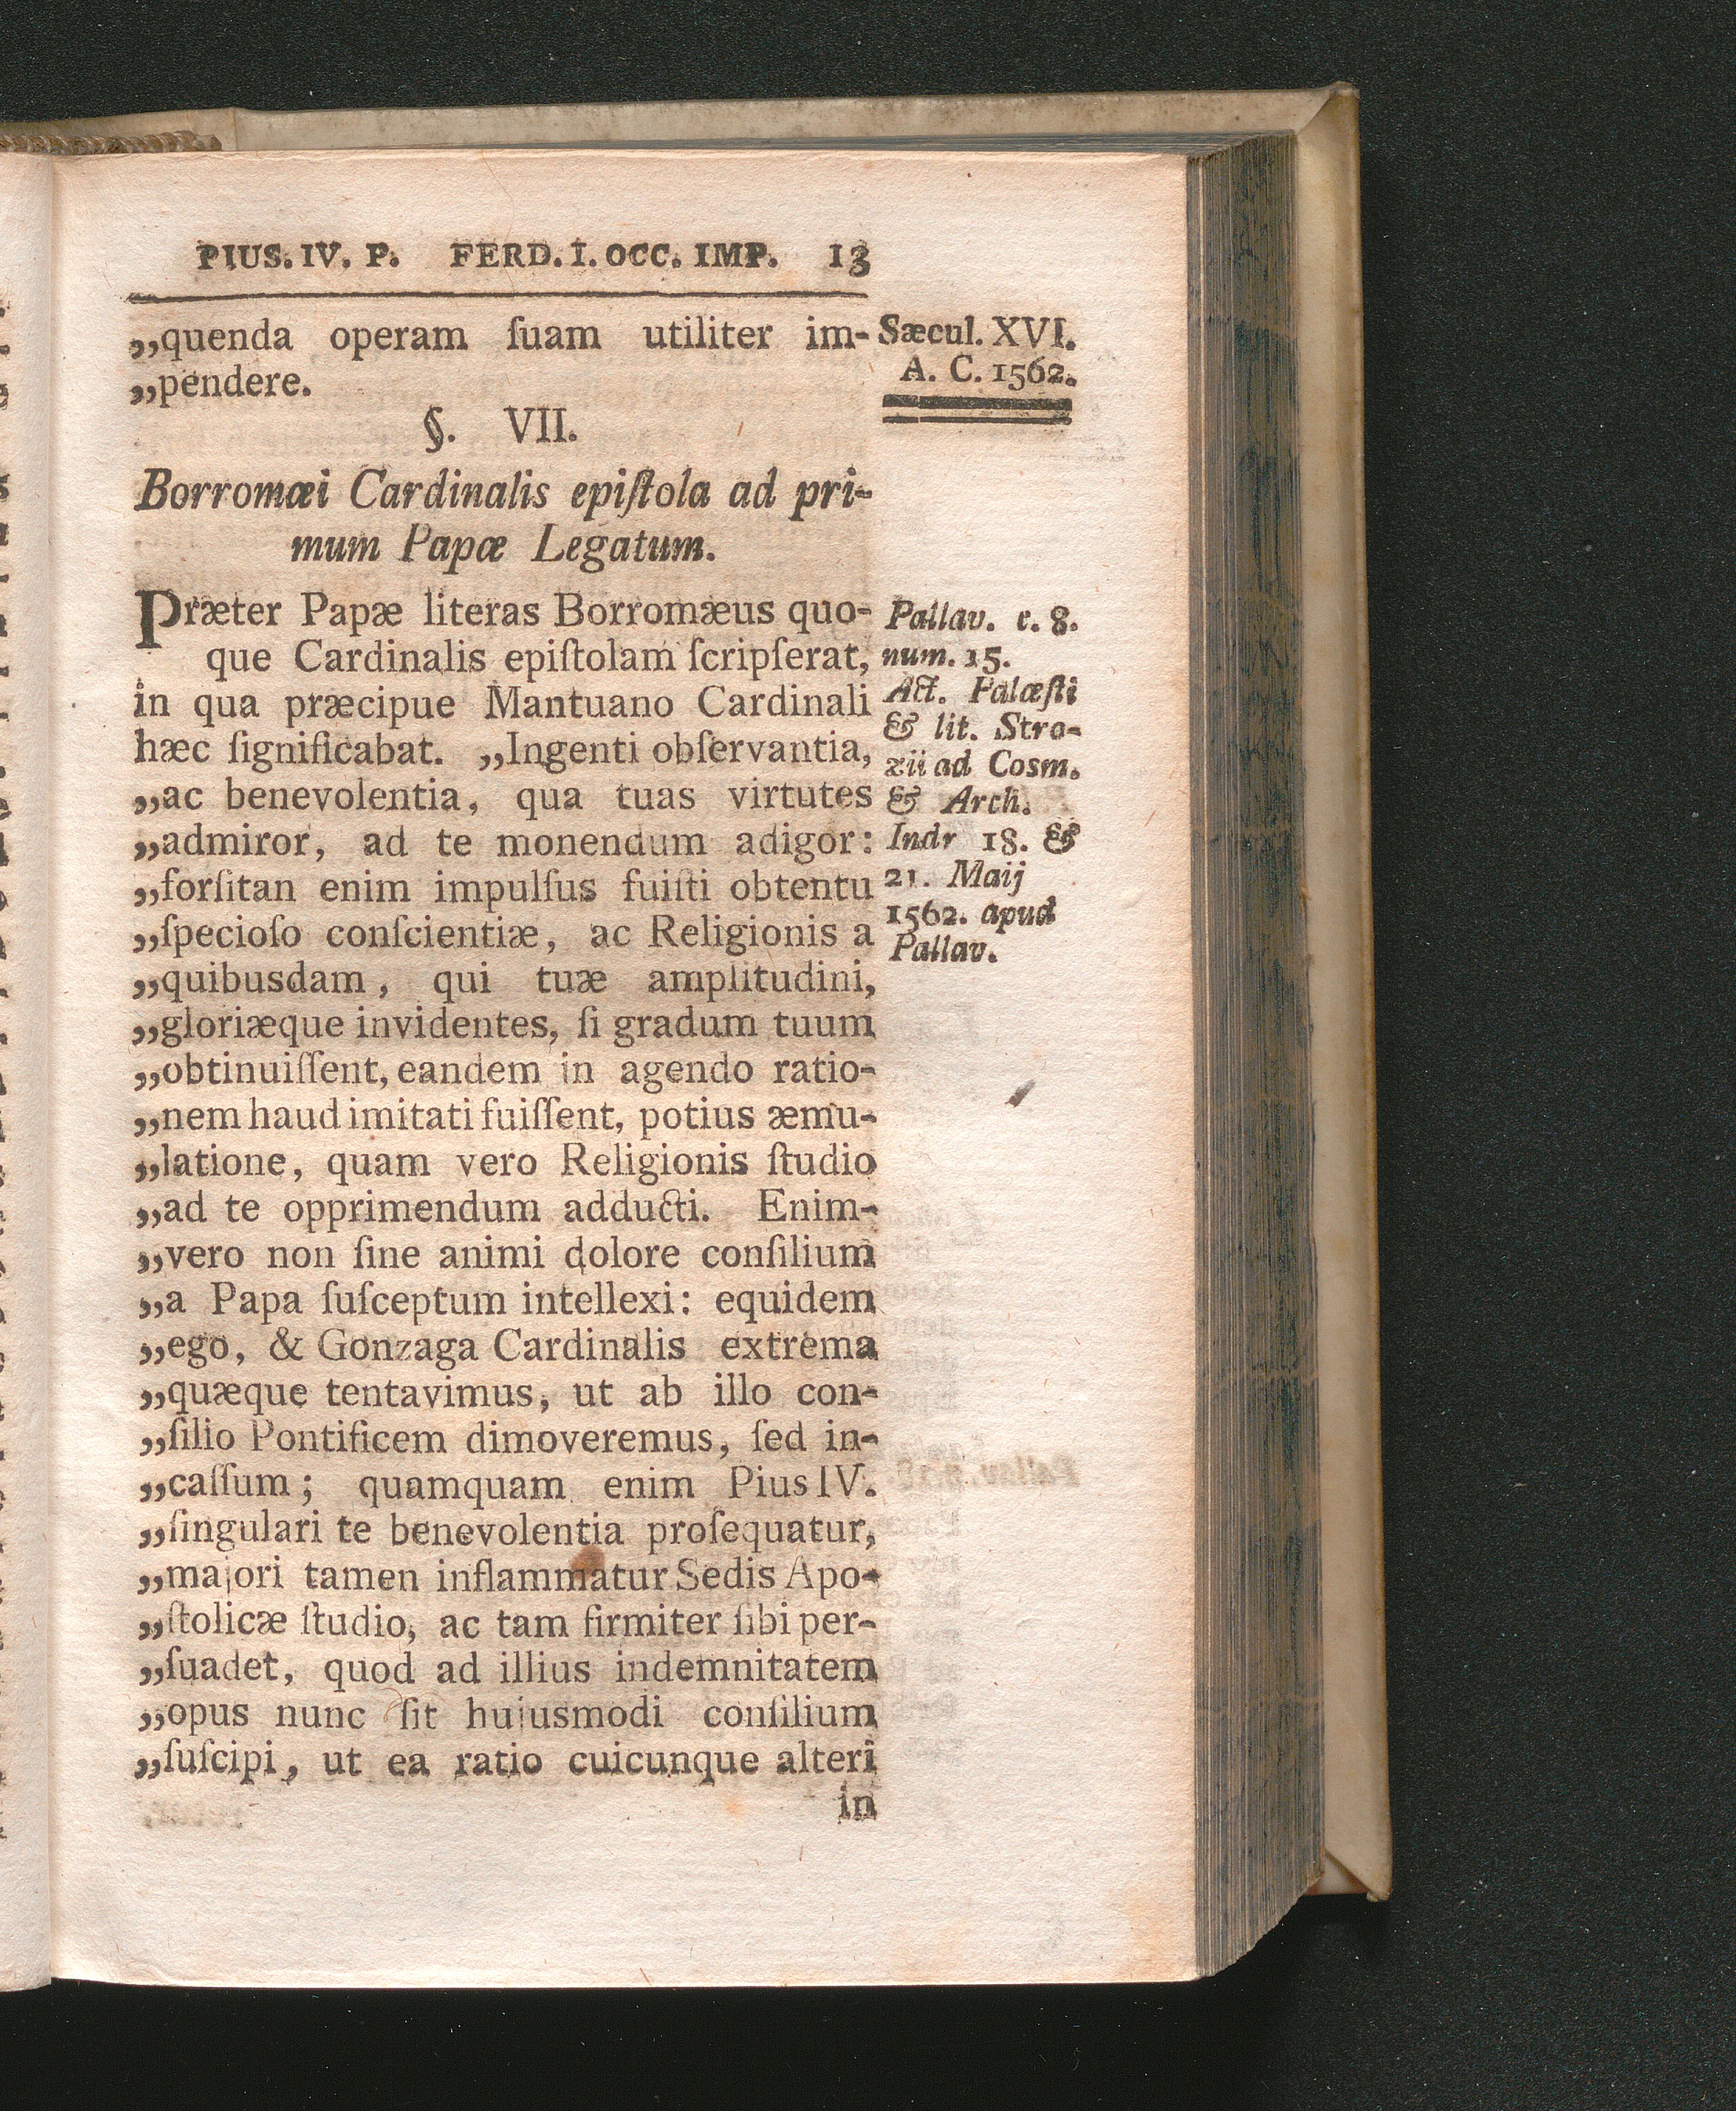 PIUS. IV. P. FERD. I. OCC. IMP. 13
„quenda operam ſuam utiliter im-
„pendere.
Sæcul. XVI.
A. C. 1562.
§. VII.
Borromæi Cardinalis epiſtola ad pri-
mum Papæ Legatum.
Præter Papæ literas Borromæus quo-
que Cardinalis epiſtolam ſcripſerat,
in qua præcipue Mantuano Cardinali
hæc ſignificabat. „Ingenti obſervantia,
„ac benevolentia, qua tuas virtutes
„admiror, ad te monendum adigor:
„forſitan enim impulſus fuiſti obtentu
„ſpecioſo conſcientiæ, ac Religionis a
„quibusdam, qui tuæ amplitudini,
„gloriæque invidentes, ſi gradum tuum
„obtinuiſſent, eandem in agendo ratio-
„nem haud imitati fuiſſent, potius æmu-
„latione, quam vero Religionis ſtudio
„ad te opprimendum adducti. Enim-
„vero non ſine animi dolore conſilium
„a Papa ſuſceptum intellexi: equidem
„ego, & Gonzaga Cardinalis extrema
„quæque tentavimus, ut ab illo con-
„ſilio Pontificem dimoveremus, ſed in-
„caſſum; quamquam enim Pius IV.
„ſingulari te benevolentia proſequatur,
„majori tamen inflammatur Sedis Apo-
„ſtolicæ ſtudio, ac tam firmiter ſibi per-
„ſuadet, quod ad illius indemnitatem
„opus nunc ſit hujusmodi conſilium
„ſuſcipi, ut ea ratio cuicunque alteri
in
Pallav. c. 8.
num. 15.
Act. Palæſti
& lit. Stro-
zii ad Cosm.
& Arch.
Indr 18. &
21. Maij
1562. apud
Pallav.